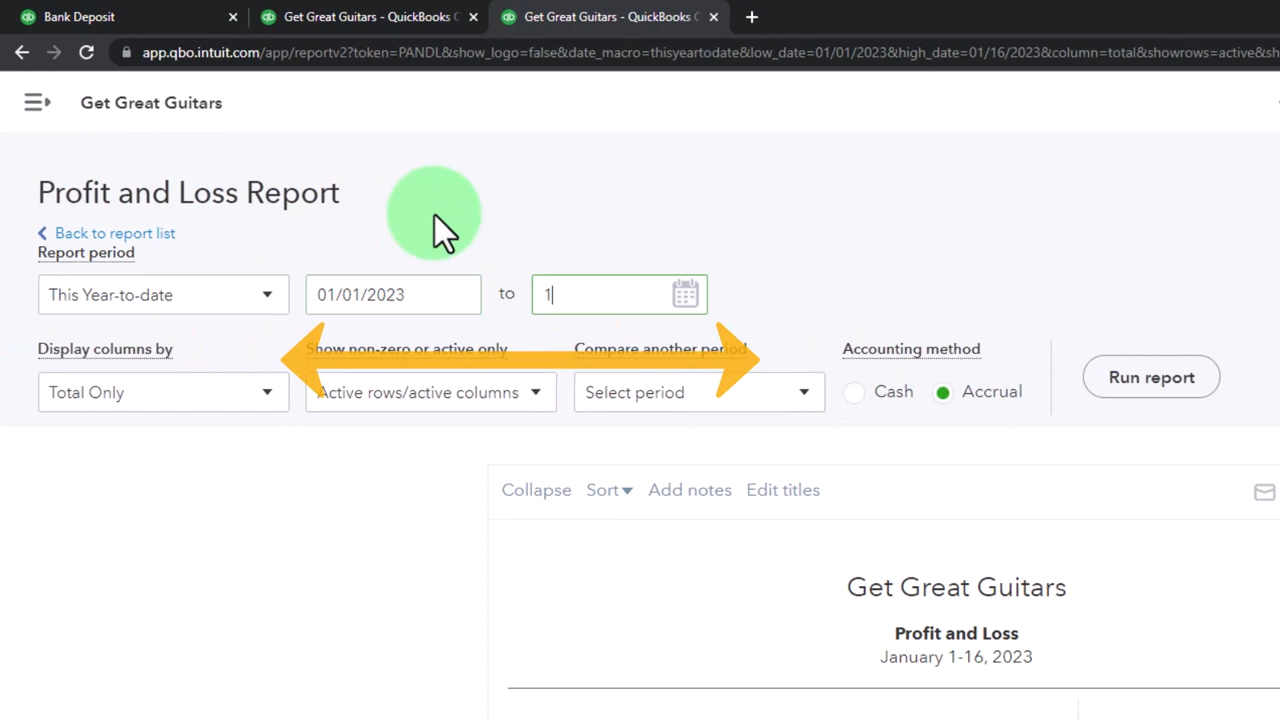 Bank Deposit
Get Great Guitars - QuickBooks
Get Great Guitars - QuickBooks
app.qbo.intuit.com/app/reportv2?token=PANDL&show_logo=false&date_macro=thisyeartodate&low_date=01/01/2023&high_date=01/16/2023&column=total&showrows=active&s
Get Great Guitars
Profit and Loss Report
Back to report list
Report period
This Year-to-date
01/01/2023
to
1
Display columns by
Show non-zero or active only
Compare another period
Accounting method
Total Only
Active rows/active columns
Select period
Cash
Accrual
Run report
Collapse
Sort
Add notes
Edit titles
Get Great Guitars
Profit and Loss
January 1-16, 2023